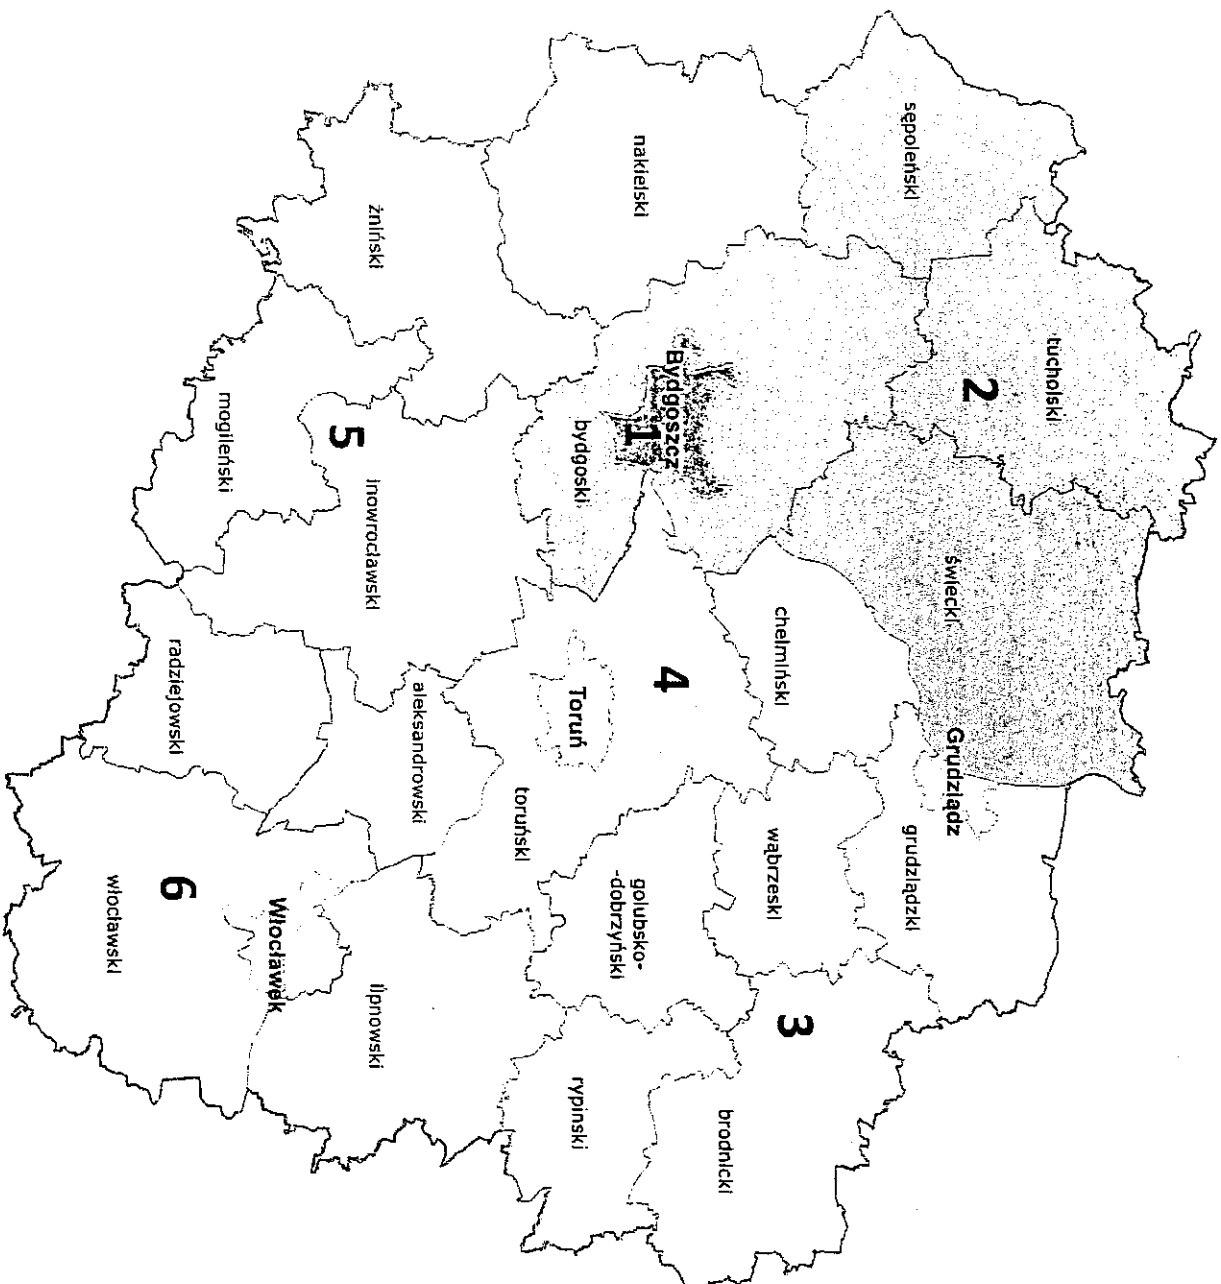 tucholski
2
sępoleński
świecki
Grudziądz
grudziądzki
chełmiński
wąbrzeski
3
brodnicki
Bydgoszcz
4
nakielski
1
golubsko-
-dobrzyński
bydgoski
Toruń
rypinski
toruński
aleksandrowski
żniński
inowrocławski
lipnowski
5
Włocławek
mogileński
6
radziejowski
włocławski